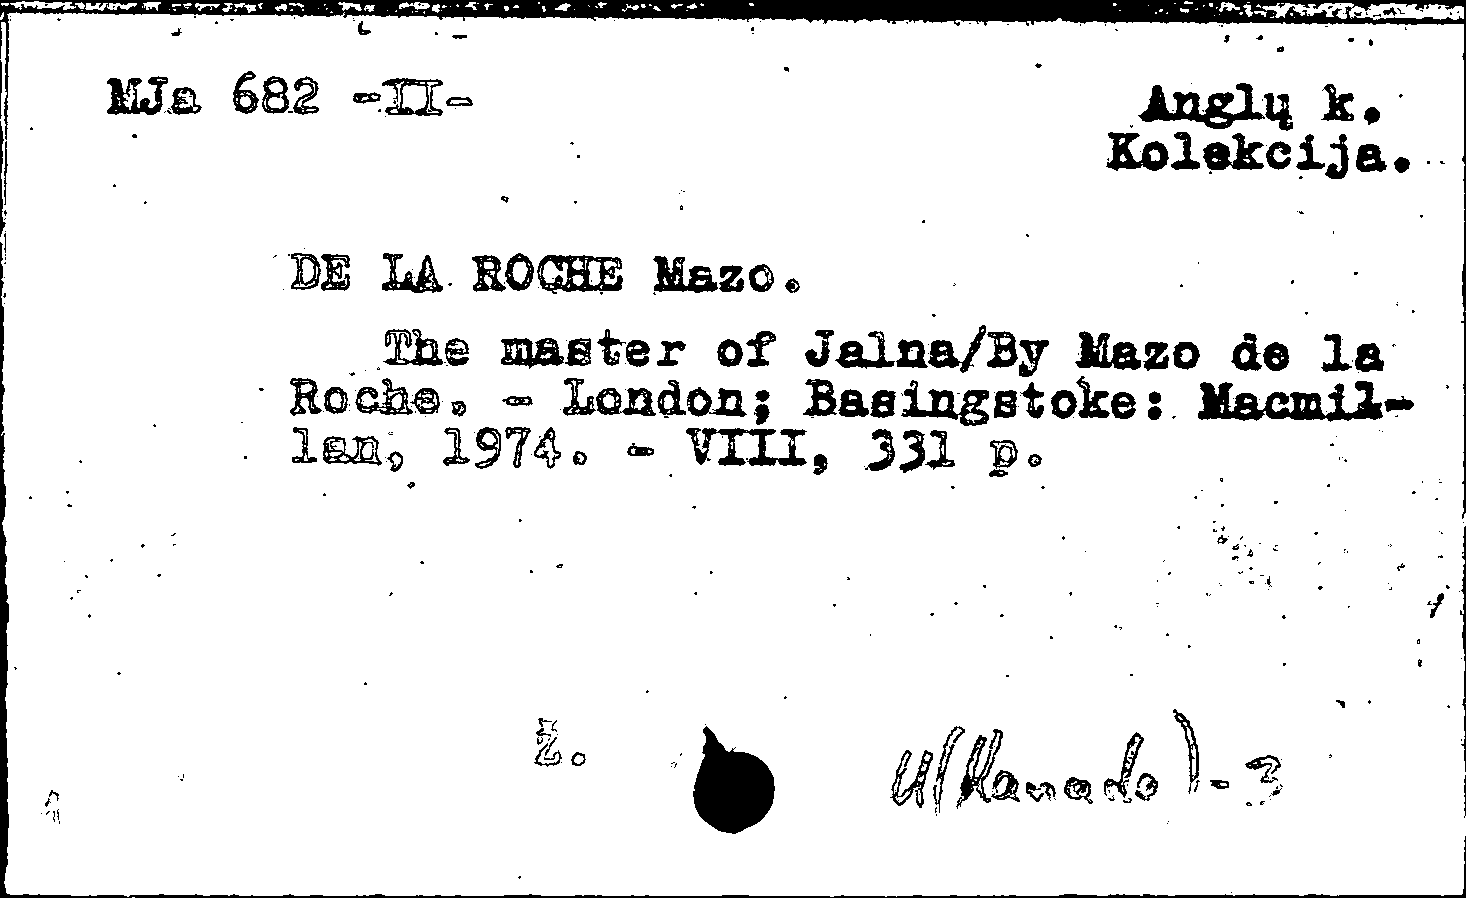 MJa 682 -II-
Anglų k.
Kolekcija.
DE LA ROCHE Mazo.
The master of Jalna/By Mazo de la
Roche. - London; Basingstoke: Macmil-
lan, 1974. - VIII, 331 p.
ž.
U(Kanada)-3